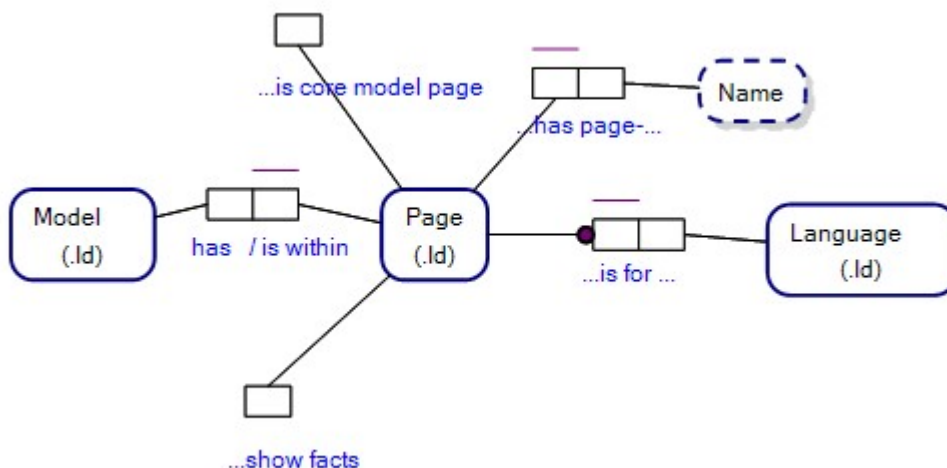 ...is core model page
Name
...has page-...
Model
(.Id)
has / is within
Page
(.Id)
Language
(.Id)
...is for ...
...show facts